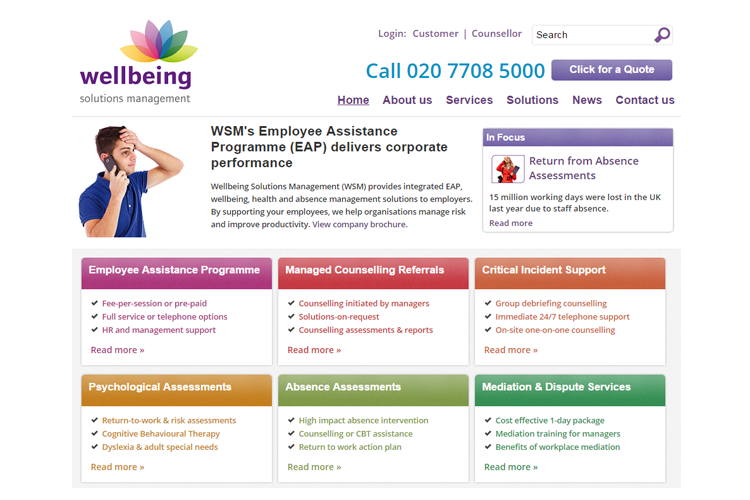 Login: Customer | Counsellor
Search
wellbeing
solutions management
Call 020 7708 5000
Click for a Quote
Home About us Services Solutions News Contact us
WSM's Employee Assistance
Programme (EAP) delivers corporate
performance
Wellbeing Solutions Management (WSM) provides integrated EAP,
wellbeing, health and absence management solutions to employers.
By supporting your employees, we help organisations manage risk
and improve productivity. View company brochure.
In Focus
Return from Absence
Assessments
15 million working days were lost in the UK
last year due to staff absence.
Read more
Employee Assistance Programme
Fee-per-session or pre-paid
Full service or telephone options
HR and management support
Read more »
Managed Counselling Referrals
Counselling initiated by managers
Solutions-on-request
Counselling assessments & reports
Read more »
Critical Incident Support
Group debriefing counselling
Immediate 24/7 telephone support
On-site one-on-one counselling
Read more »
Psychological Assessments
Return-to-work & risk assessments
Cognitive Behavioural Therapy
Dyslexia & adult special needs
Read more »
Absence Assessments
High impact absence intervention
Counselling or CBT assistance
Return to work action plan
Read more »
Mediation & Dispute Services
Cost effective 1-day package
Mediation training for managers
Benefits of workplace mediation
Read more »